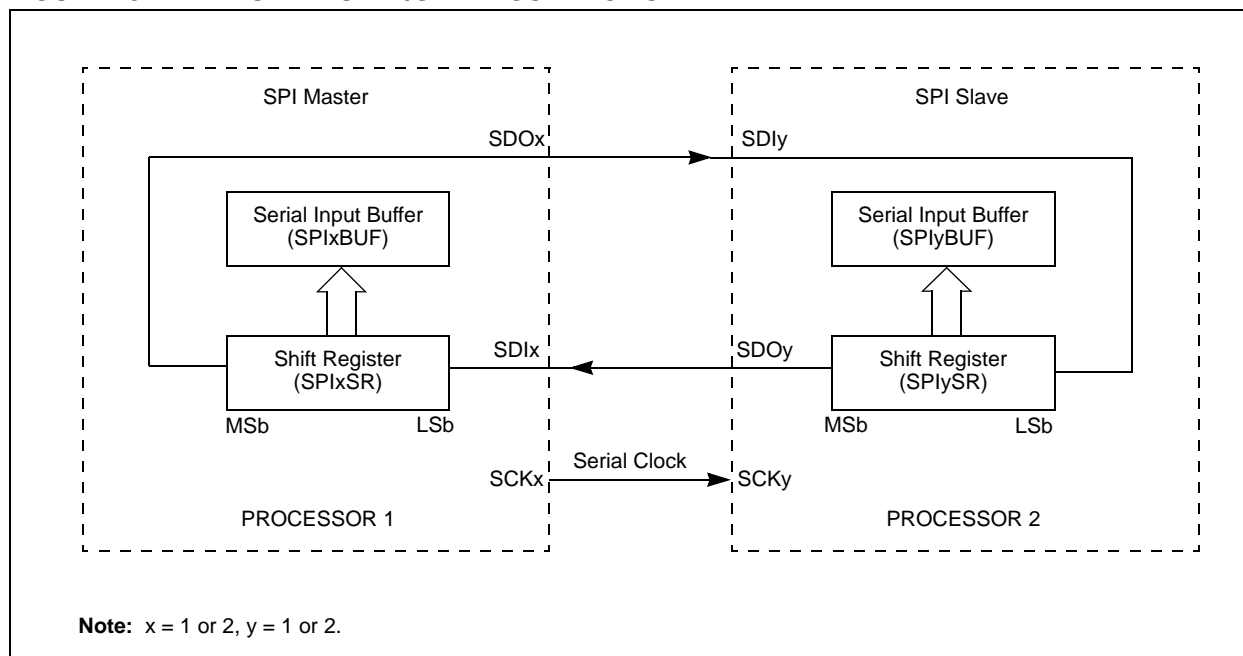 SPI Master
SPI Slave
SDOx
SDIy
Serial Input Buffer
(SPIxBUF)
Serial Input Buffer
(SPIyBUF)
Shift Register
(SPIxSR)
SDIx
SDOy
Shift Register
(SPIySR)
MSb
LSb
MSb
LSb
SCKx
Serial Clock
SCKy
PROCESSOR 1
PROCESSOR 2
Note: x = 1 or 2, y = 1 or 2.